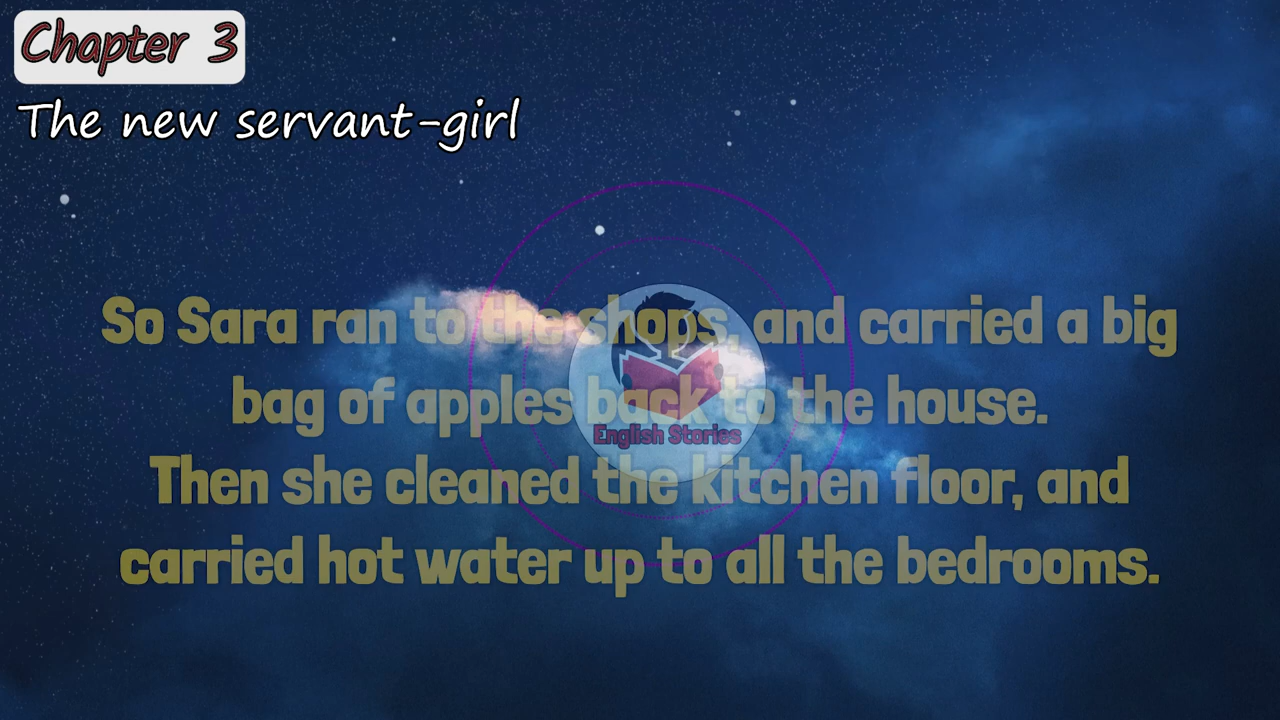 Chapter 3
The new servant-girl
So Sara ran to the shops, and carried a big
bag of apples back to the house.
English Stories
Then she cleaned the kitchen floor, and
carried hot water up to all the bedrooms.